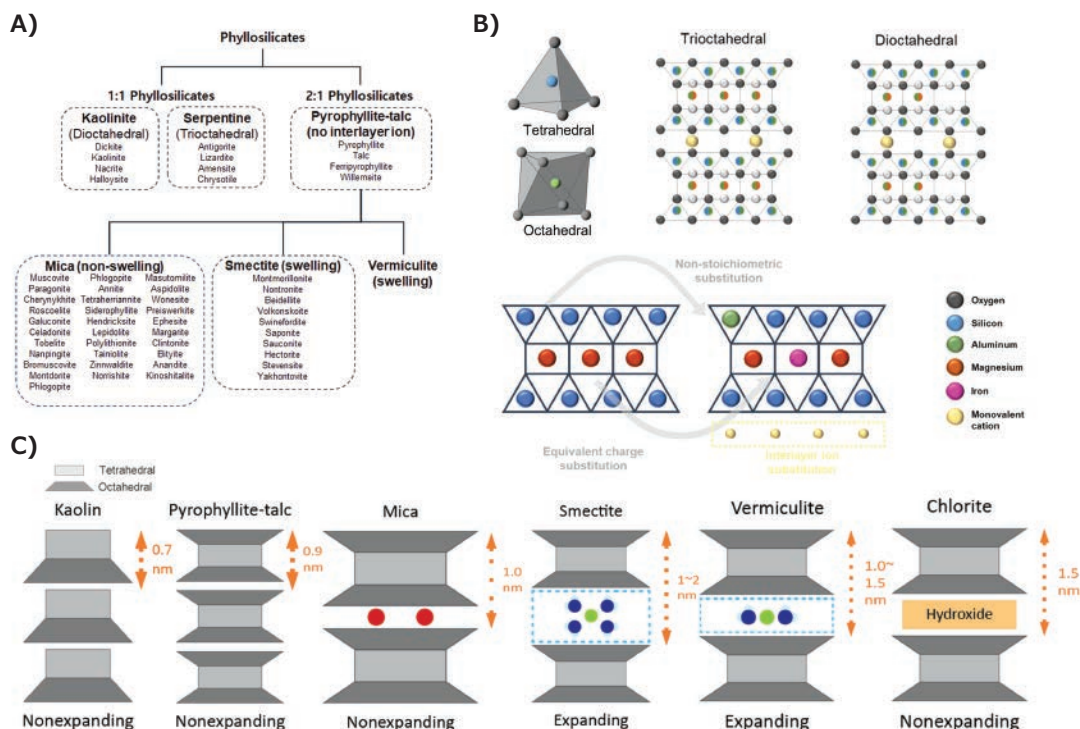 A)
Phyllosilicates
1:1 Phyllosilicates
2:1 Phyllosilicates
Kaolinite
(Dioctahedral)
Dickite
Kaolinite
Nacrite
Halloysite
Serpentine
(Trioctahedral)
Antigorite
Lizardite
Amensite
Chrysotile
Pyrophyllite-talc
(no interlayer ion)
Pyrophyllite
Talc
Ferripyrophyllite
Willemseite
Mica (non-swelling)
Muscovite Phlogopite Masutomilite
Paragonite Annite Aspidolite
Cherynykhite Tetraferriannite Wonesite
Roscoelite Siderophyllite Preiswerkite
Galuconite Hendricksite Ephesite
Celadonite Lepidolite Margarite
Tobelite Polylithionite Clintonite
Nanpingite Tainiolite Bityite
Bromuscovite Zinnwaldite Anandite
Montdorite Norrishite Kinoshitalite
Phlogopite
Smectite (swelling)
Montmerillonite
Nontronite
Beidellite
Volkonskoite
Swinefordite
Saponite
Sauconite
Hectorite
Stevensite
Yakhontovite
Vermiculite
(swelling)
B)
Tetrahedral
Octahedral
Trioctahedral
Dioctahedral
Non-stoichiometric
substitution
Equivalent charge
substitution
Interlayer ion
substitution
Oxygen
Silicon
Aluminum
Magnesium
Iron
Monovalent
cation
C)
Tetrahedral
Octahedral
Kaolin
0.7
nm
Nonexpanding
Pyrophyllite-talc
0.9
nm
Nonexpanding
Mica
1.0
nm
Nonexpanding
Smectite
1~2
nm
Expanding
Vermiculite
1.0~
1.5
nm
Expanding
Chlorite
Hydroxide
1.5
nm
Nonexpanding